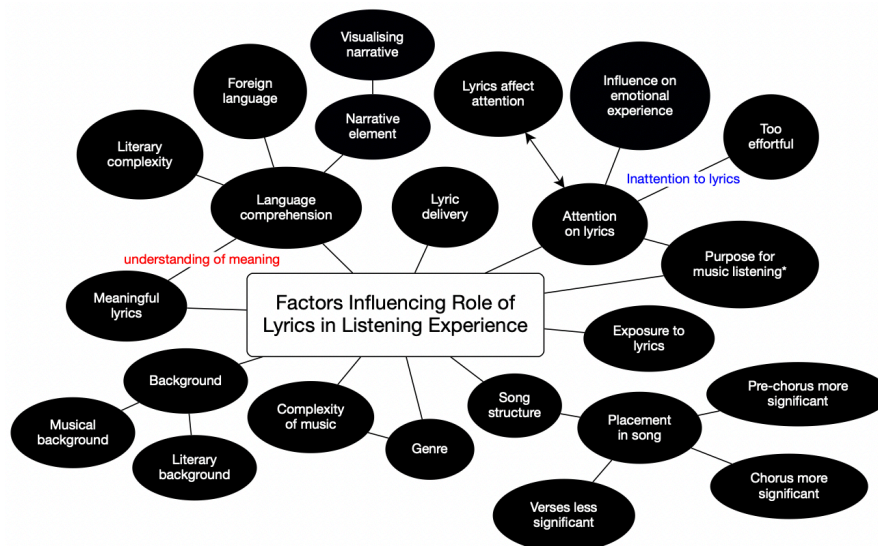 Visualising
narrative
Foreign
language
Lyrics affect
attention
Influence on
emotional
experience
Too
effortful
Narrative
element
Literary
complexity
Language
comprehension
Lyric
delivery
Inattention to lyrics
Attention
on lyrics
understanding of meaning
Purpose for
music listening*
Meaningful
lyrics
Factors Influencing Role of
Lyrics in Listening Experience
Exposure to
lyrics
Background
Musical
background
Literary
background
Complexity
of music
Genre
Song
structure
Placement
in song
Pre-chorus more
significant
Chorus more
significant
Verses less
significant